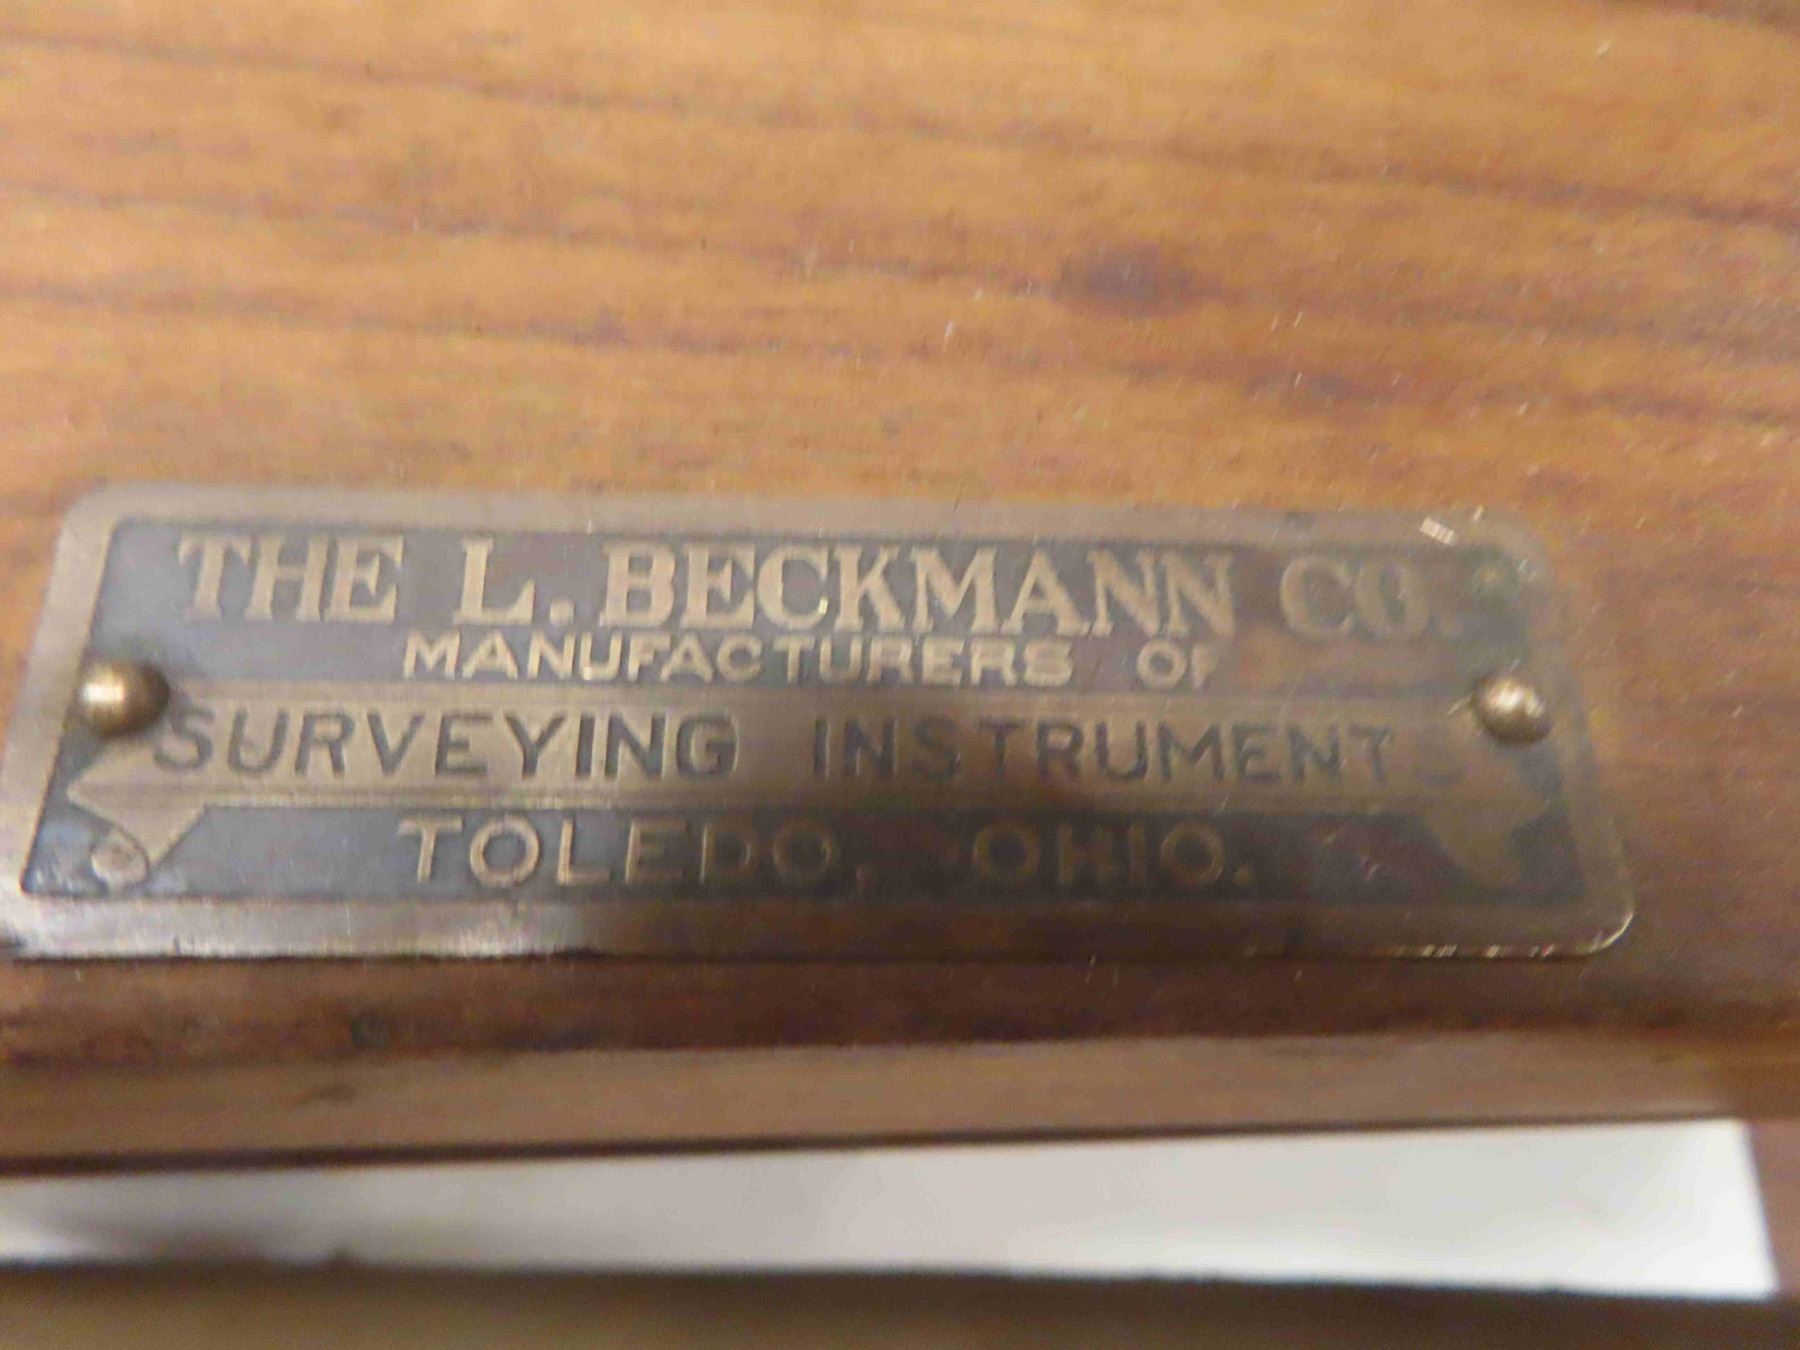 THE L. BECKMANN CO.
MANUFACTURERS OF
SURVEYING INSTRUMENTS
TOLEDO, OHIO.